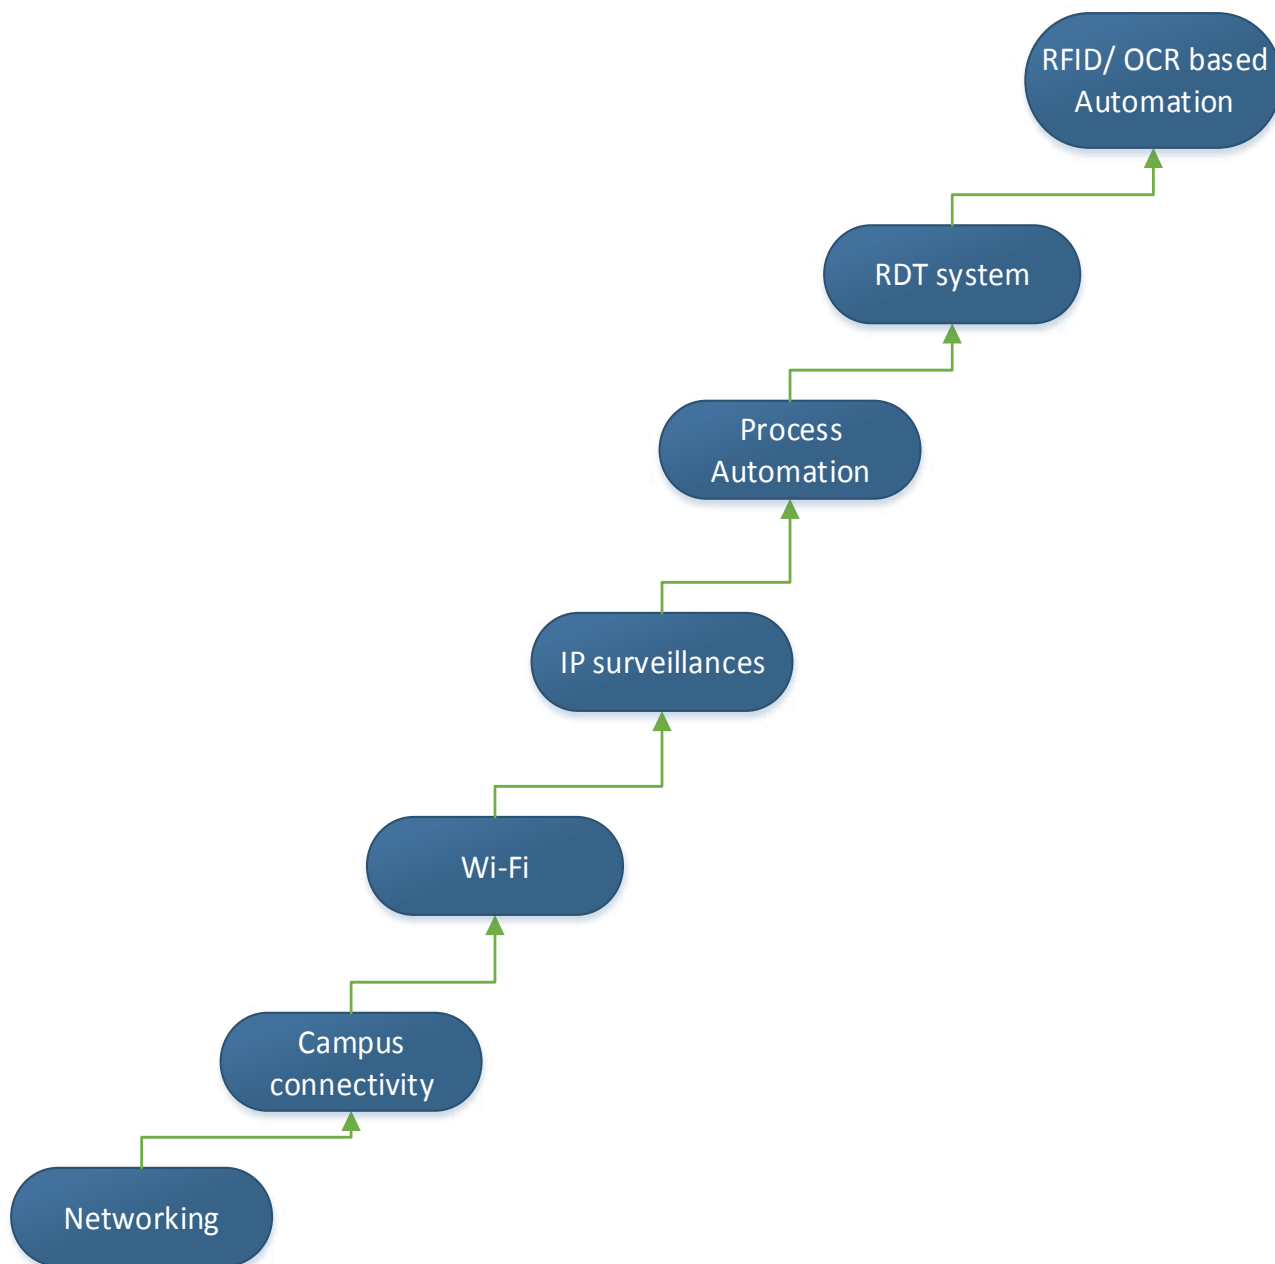 RFID/ OCR based
Automation
RDT system
Process
Automation
IP surveillances
Wi-Fi
Campus
connectivity
Networking